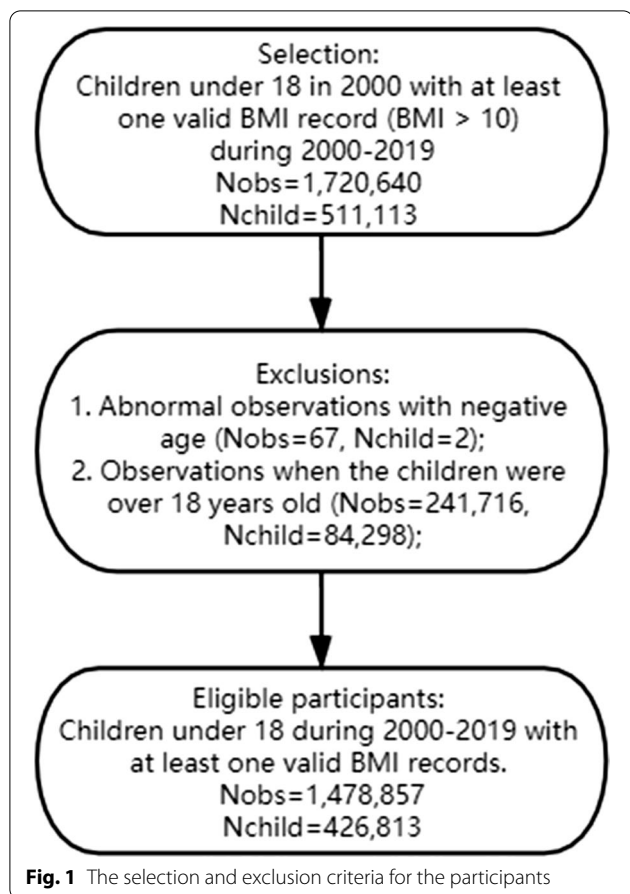 Selection:
Children under 18 in 2000 with at least
one valid BMI record (BMI > 10)
during 2000-2019
Nobs=1,720,640
Nchild=511,113
Exclusions:
1. Abnormal observations with negative
age (Nobs=67, Nchild=2);
2. Observations when the children were
over 18 years old (Nobs=241,716,
Nchild=84,298);
Eligible participants:
Children under 18 during 2000-2019 with
at least one valid BMI records.
Nobs=1,478,857
Nchild=426,813
Fig. 1 The selection and exclusion criteria for the participants